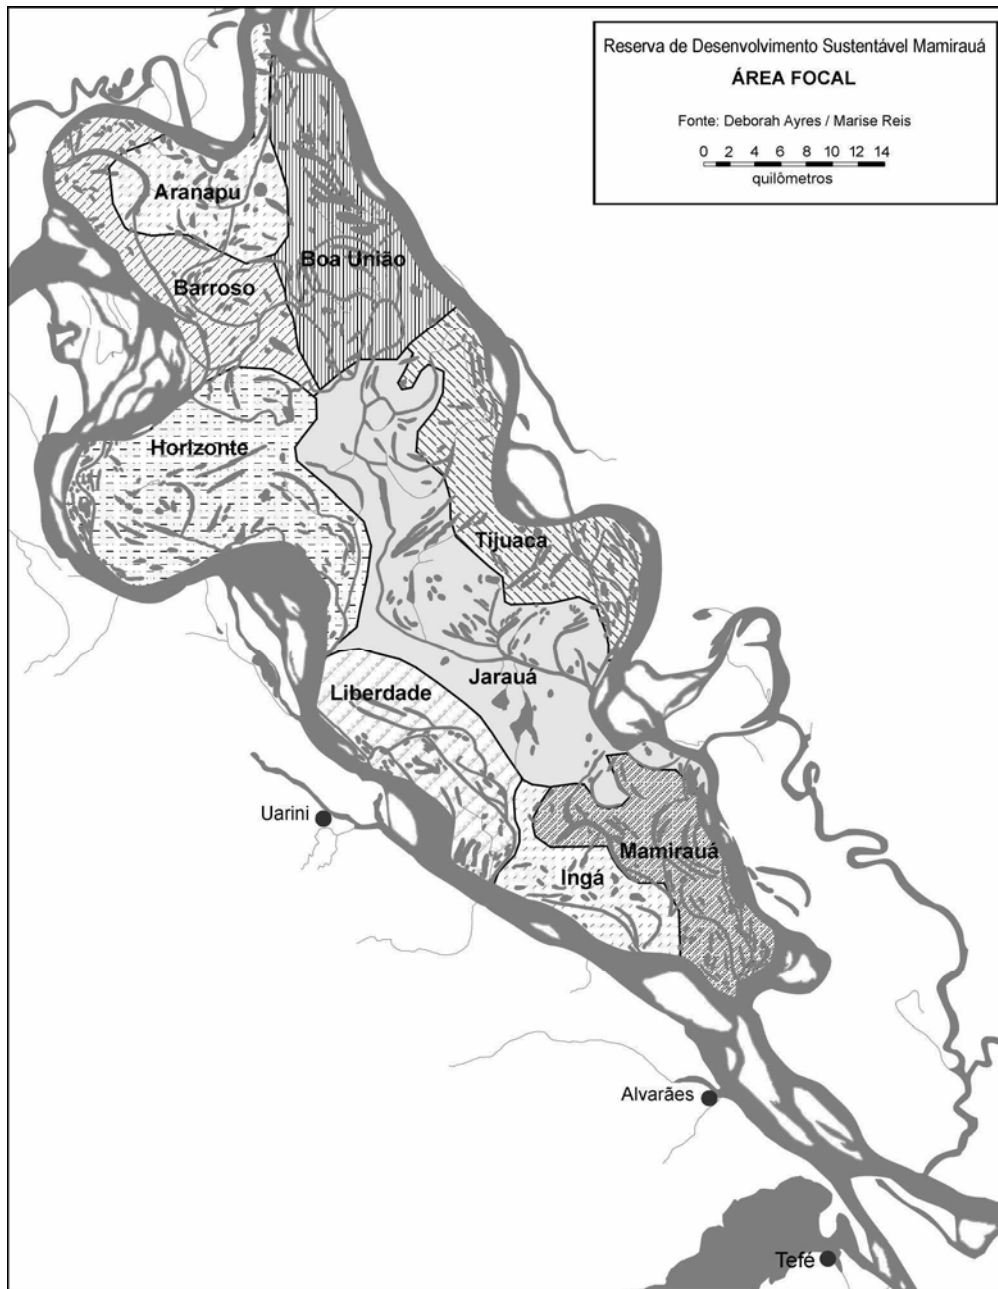 Reserva de Desenvolvimento Sustentável Mamirauá
ÁREA FOCAL
Fonte: Deborah Ayres / Marise Reis
0 2 4 6 8 10 12 14
quilômetros
Aranapu
Boa União
Barroso
Horizonte
Tijuaca
Jarauá
Liberdade
Uarini
Mamirauá
Ingá
Alvarães
Tefé